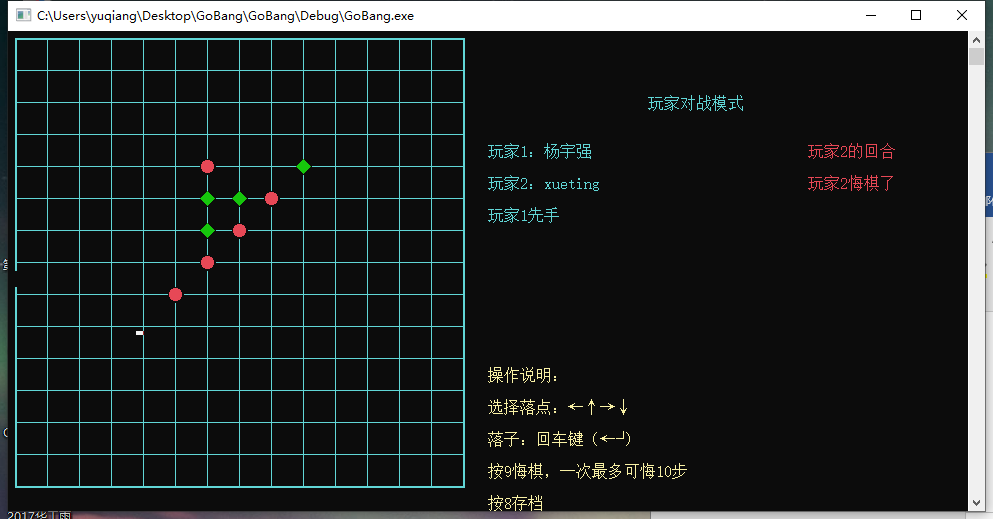 C:\Users\yuqiang\Desktop\GoBang\GoBang\Debug\GoBang.exe
玩家对战模式
玩家1：杨宇强
玩家2的回合
玩家2：xueting
玩家2悔棋了
玩家1先手
操作说明：
选择落点：←↑→↓
落子：回车键（←┘）
按9悔棋，一次最多可悔10步
按8存档